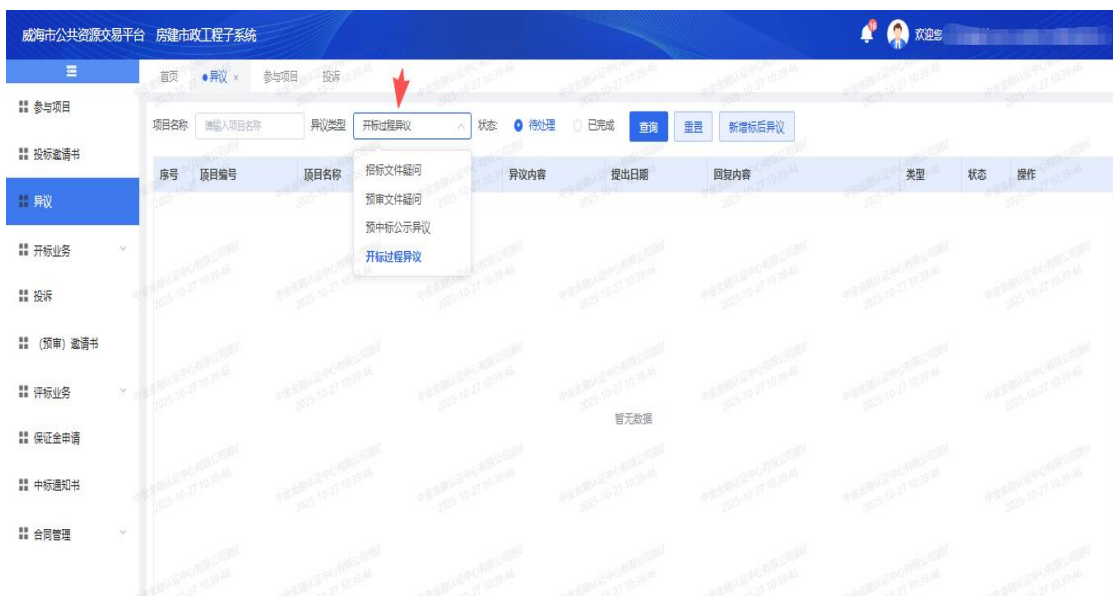 威海市公共资源交易平台 房建市政工程子系统
18
欢迎您
首页 异议 × 参与项目 投诉
参与项目
投标邀请书
异议
开标业务
投诉
（预审）邀请书
评标业务
保证金申请
中标通知书
合同管理
项目名称 请输入项目名称 异议类型 开标过程异议 状态: 待处理 已完成 查询 重置 新增标后异议
序号 项目编号 项目名称 异议内容 提出日期 回复内容 类型 状态 操作
招标文件疑问
预审文件疑问
预中标公示异议
开标过程异议
暂无数据
2025-10-27 10:39:46